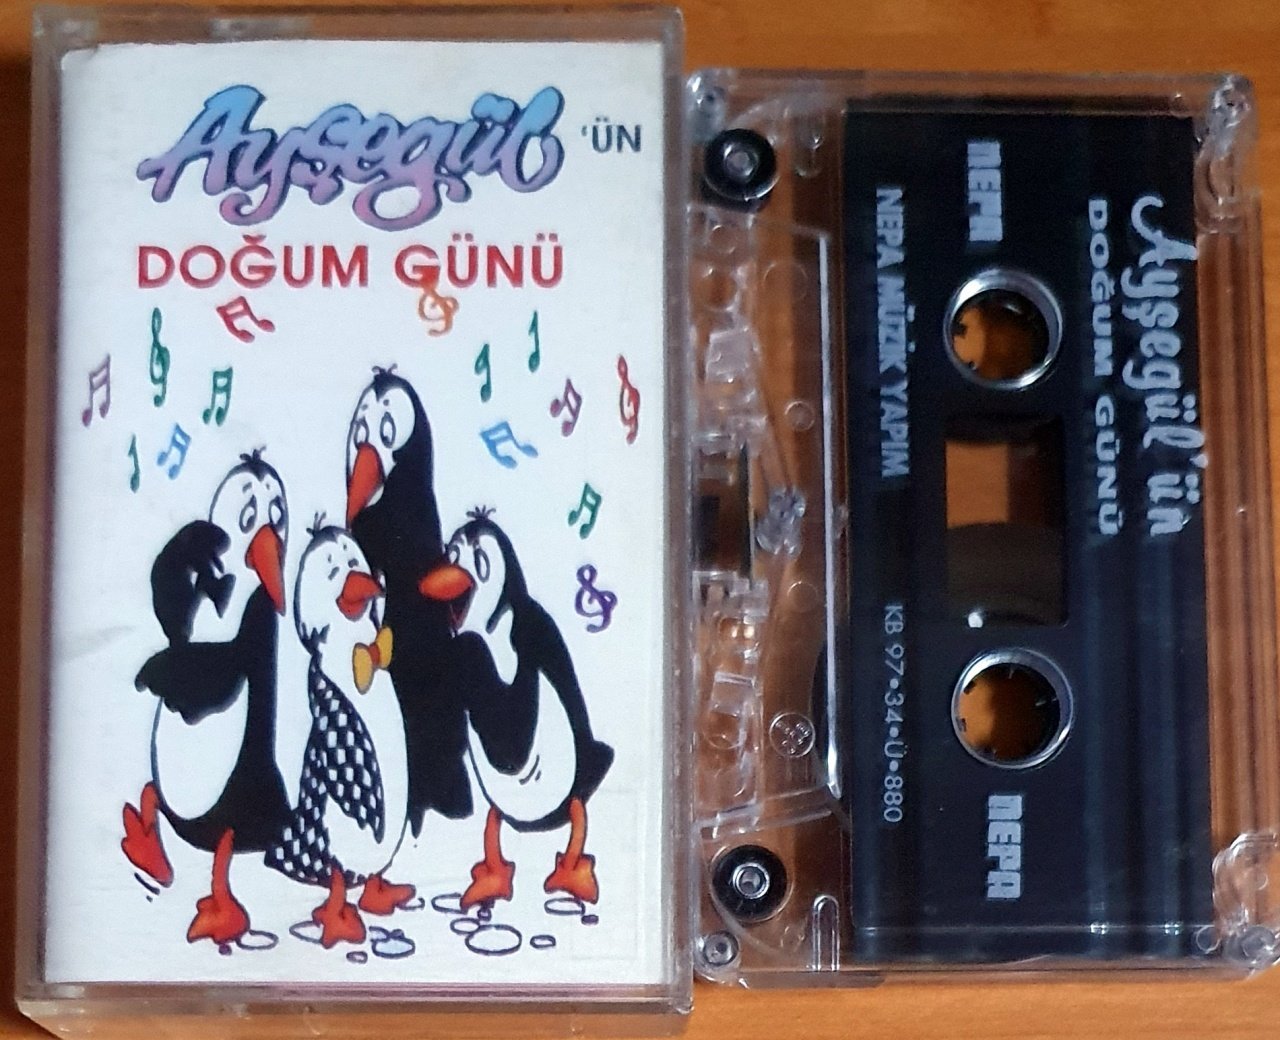 Ayşegül'ÜN
DOĞUM GÜNÜ
Ayşegül'ün
DOĞUM GÜNÜ
NEPA
NEPA
NEPA MÜZİK YAPIM
KB 97•34•Ü•880